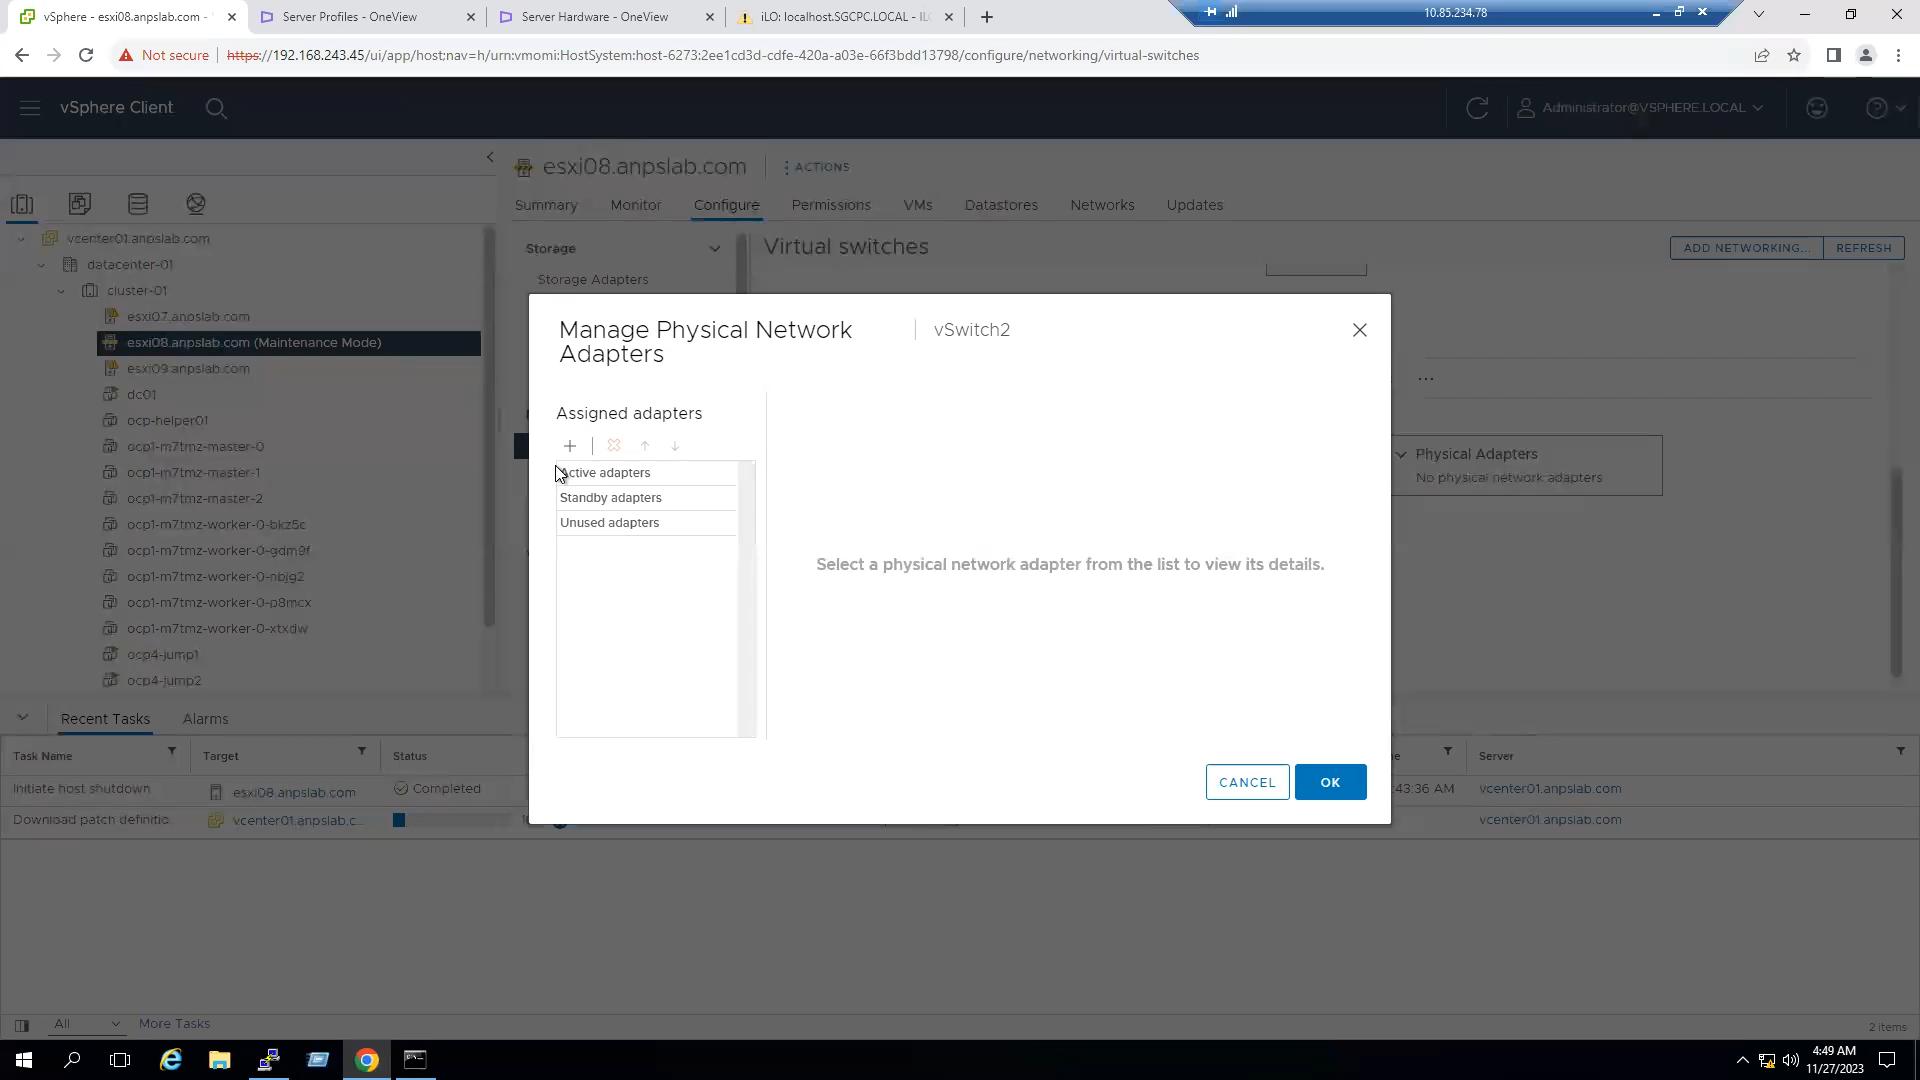 vSphere - esxi08.anpslab.com -
Server Profiles - OneView
Server Hardware - OneView
iLO: localhost.SGCPC.LOCAL - ILO
10.85.234.78
Not secure
https://192.168.243.45/ui/app/host;nav=h/urn:vmomi:HostSystem:host-6273:2ee1cd3d-cdfe-420a-a03e-66f3bdd13798/configure/networking/virtual-switches
vSphere Client
Administrator@VSPHERE.LOCAL
esxi08.anpslab.com
ACTIONS
Summary
Monitor
Configure
Permissions
VMs
Datastores
Networks
Updates
vcenter01.anpslab.com
datacenter-01
cluster-01
esxi07.anpslab.com
esxi08.anpslab.com (Maintenance Mode)
esxi09.anpslab.com
dc01
ocp-helper01
ocp1-m7tmz-master-0
ocp1-m7tmz-master-1
ocp1-m7tmz-master-2
ocp1-m7tmz-worker-0-bkz5c
ocp1-m7tmz-worker-0-gdm9f
ocp1-m7tmz-worker-0-nbjg2
ocp1-m7tmz-worker-0-p8mcx
ocp1-m7tmz-worker-0-xtxdw
ocp4-jump1
ocp4-jump2
Storage
Storage Adapters
Virtual switches
ADD NETWORKING...
REFRESH
...
Physical Adapters
No physical network adapters
Manage Physical Network
Adapters
vSwitch2
Assigned adapters
Active adapters
Standby adapters
Unused adapters
Select a physical network adapter from the list to view its details.
CANCEL
OK
Recent Tasks
Alarms
Task Name
Target
Status
Server
Initiate host shutdown
esxi08.anpslab.com
Completed
:43:36 AM
vcenter01.anpslab.com
Download patch definitio
vcenter01.anpslab.c...
vcenter01.anpslab.com
All
More Tasks
2 items
4:49 AM
11/27/2023